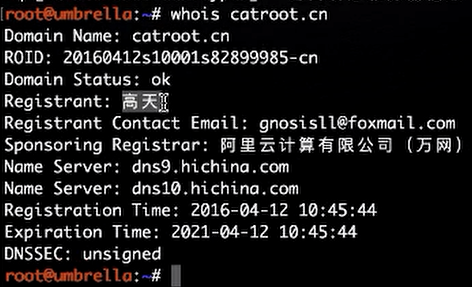 [root@umbrella:~# whois catroot.cn
Domain Name: catroot.cn
ROID: 20160412s10001s82899985-cn
Domain Status: ok
Registrant: 高天
Registrant Contact Email: gnosisll@foxmail.com
Sponsoring Registrar: 阿里云计算有限公司（万网）
Name Server: dns9.hichina.com
Name Server: dns10.hichina.com
Registration Time: 2016-04-12 10:45:44
Expiration Time: 2021-04-12 10:45:44
DNSSEC: unsigned
root@umbrella:~#